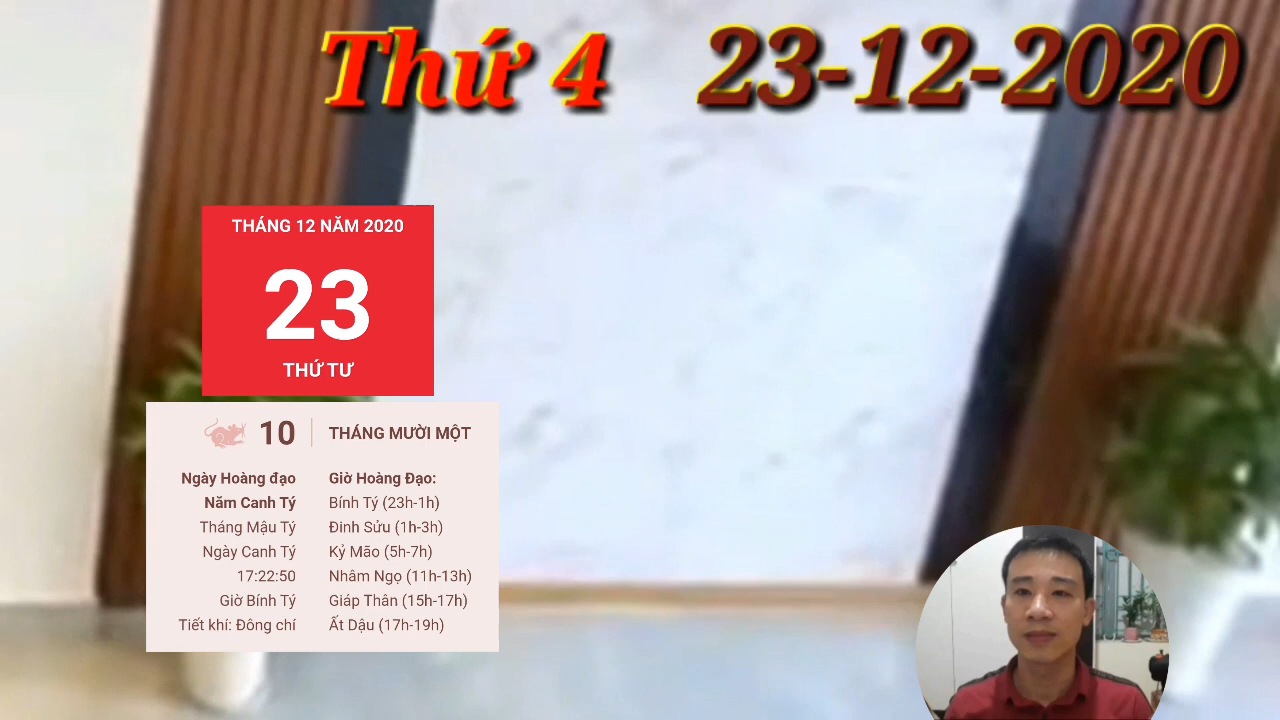 Thứ 4 23-12-2020
THÁNG 12 NĂM 2020
23
THỨ TƯ
10 THÁNG MƯỜI MỘT
Ngày Hoàng đạo
Năm Canh Tý
Tháng Mậu Tý
Ngày Canh Tý
17:22:50
Giờ Bính Tý
Tiết khí: Đông chí
Giờ Hoàng Đạo:
Bính Tý (23h-1h)
Đinh Sửu (1h-3h)
Kỷ Mão (5h-7h)
Nhâm Ngọ (11h-13h)
Giáp Thân (15h-17h)
Ất Dậu (17h-19h)